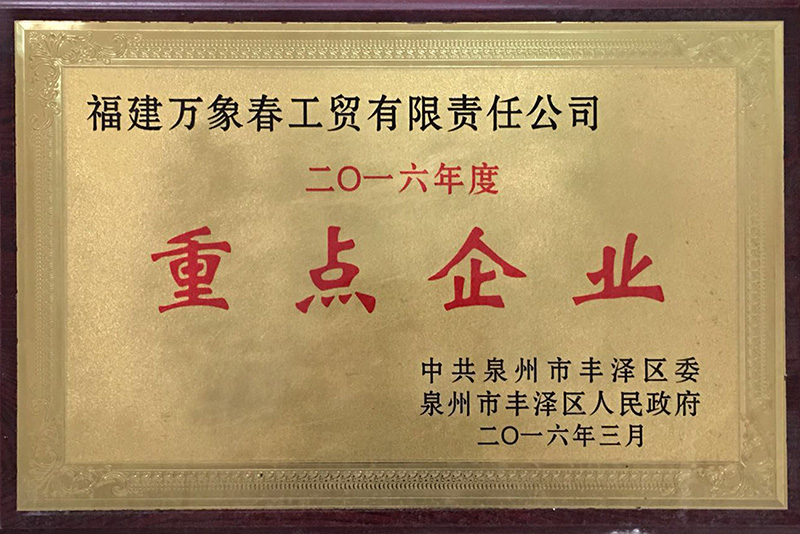 福建万象春工贸有限责任公司
二〇一六年度
重点企业
中共泉州市丰泽区委
泉州市丰泽区人民政府
二〇一六年三月